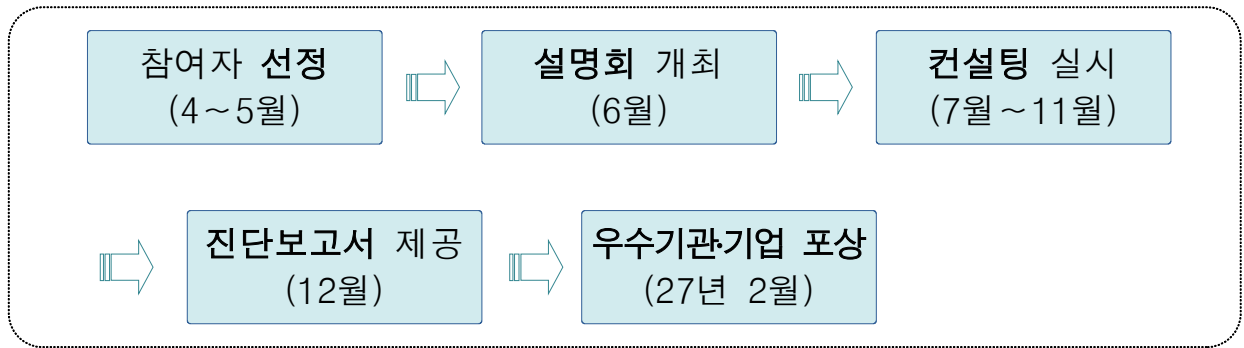 참여자 선정
(4～5월)
설명회 개최
(6월)
컨설팅 실시
(7월～11월)
진단보고서 제공
(12월)
우수기관·기업 포상
(27년 2월)